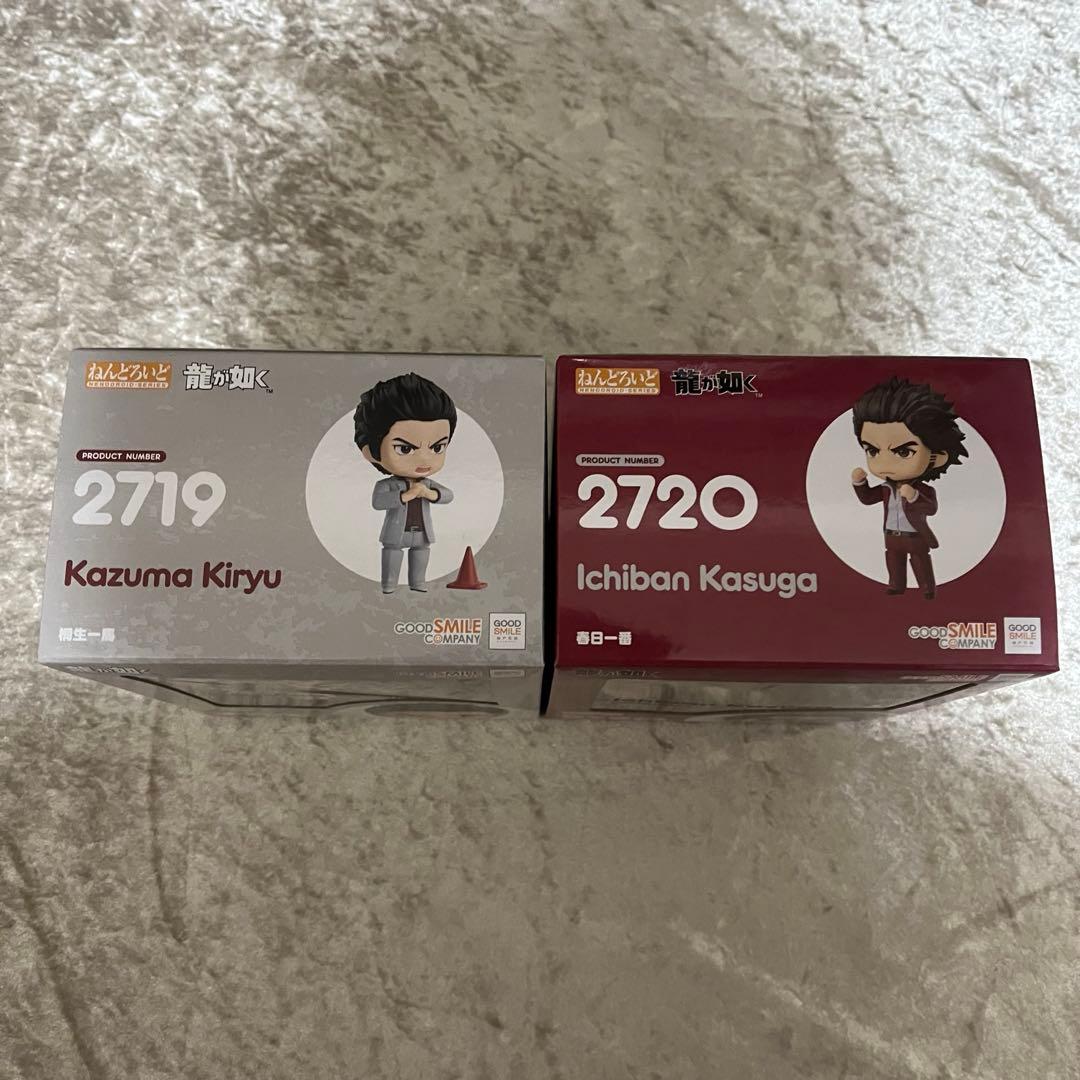 ねんどろいど
NENDOROID SERIES
龍が如く
TM
PRODUCT NUMBER
2719
Kazuma Kiryu
桐生一馬
GOOD SMILE
COMPANY
GOOD
SMILE
ねんどろいど
NENDOROID SERIES
龍が如く
TM
PRODUCT NUMBER
2720
Ichiban Kasuga
春日一番
GOOD SMILE
COMPANY
GOOD
SMILE